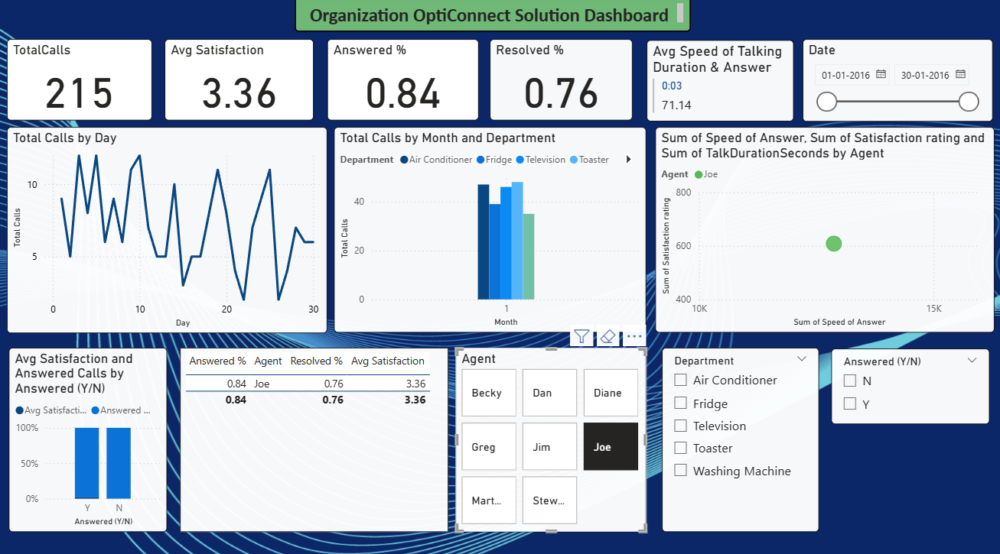 Organization OptiConnect Solution Dashboard
TotalCalls
215
Avg Satisfaction
3.36
Answered %
0.84
Resolved %
0.76
Avg Speed of Talking
Duration & Answer
0:03
71.14
Date
01-01-2016
30-01-2016
Total Calls by Day
Total Calls
10
5
0
10
20
30
Day
Total Calls by Month and Department
Department Air Conditioner Fridge Television Toaster
Total Calls
40
20
0
1
Month
Sum of Speed of Answer, Sum of Satisfaction rating and
Sum of TalkDurationSeconds by Agent
Agent Joe
Sum of Satisfaction rating
800
600
400
10K
15K
Sum of Speed of Answer
Avg Satisfaction and
Answered Calls by
Answered (Y/N)
Avg Satisfacti... Answered ...
100%
50%
0%
Y
N
Answered (Y/N)
Answered % Agent Resolved % Avg Satisfaction
0.84 Joe 0.76 3.36
0.84 0.76 3.36
Agent
Becky
Dan
Diane
Greg
Jim
Joe
Mart...
Stew...
Department
Air Conditioner
Fridge
Television
Toaster
Washing Machine
Answered (Y/N)
N
Y